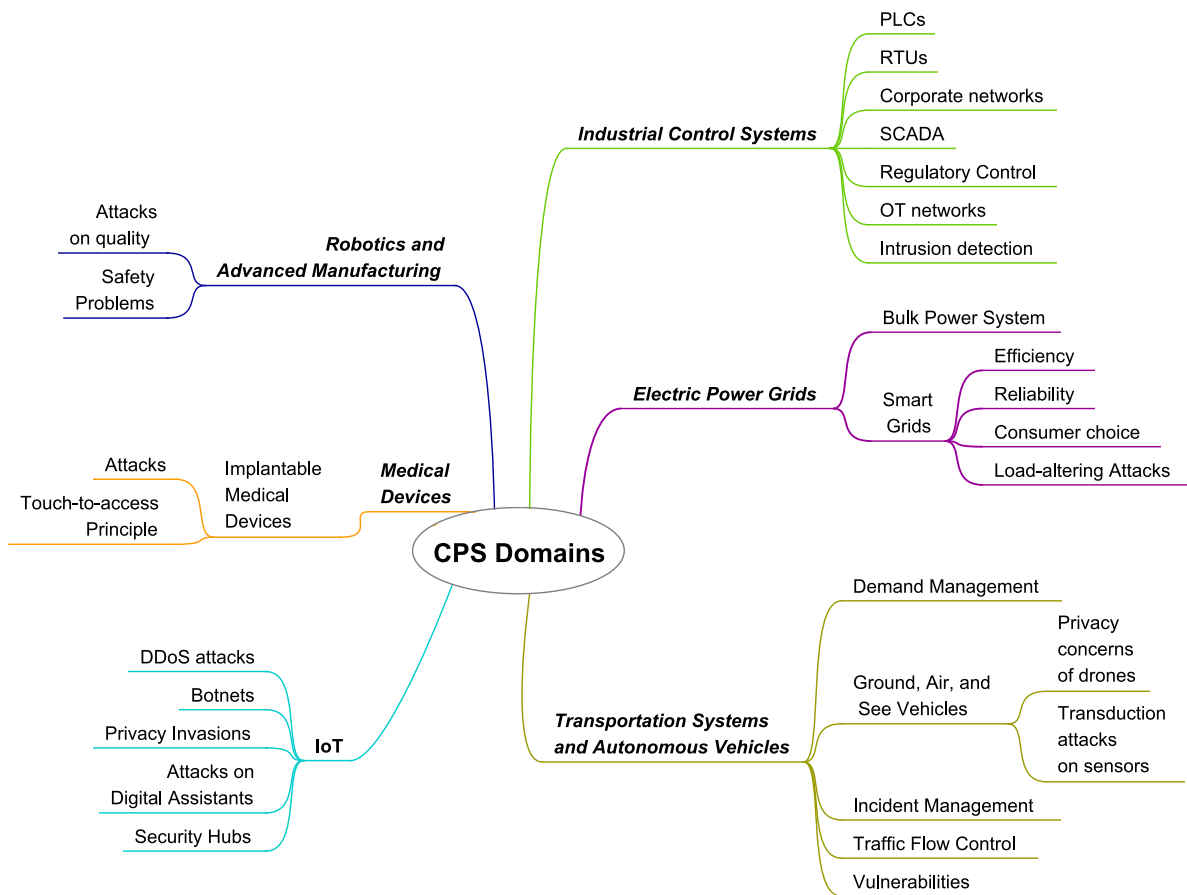 CPS Domains
Industrial Control Systems
PLCs
RTUs
Corporate networks
SCADA
Regulatory Control
OT networks
Intrusion detection
Electric Power Grids
Bulk Power System
Smart
Grids
Efficiency
Reliability
Consumer choice
Load-altering Attacks
Transportation Systems
and Autonomous Vehicles
Demand Management
Ground, Air, and
See Vehicles
Privacy
concerns
of drones
Transduction
attacks
on sensors
Incident Management
Traffic Flow Control
Vulnerabilities
Robotics and
Advanced Manufacturing
Attacks
on quality
Safety
Problems
Medical
Devices
Implantable
Medical
Devices
Attacks
Touch-to-access
Principle
IoT
DDoS attacks
Botnets
Privacy Invasions
Attacks on
Digital Assistants
Security Hubs